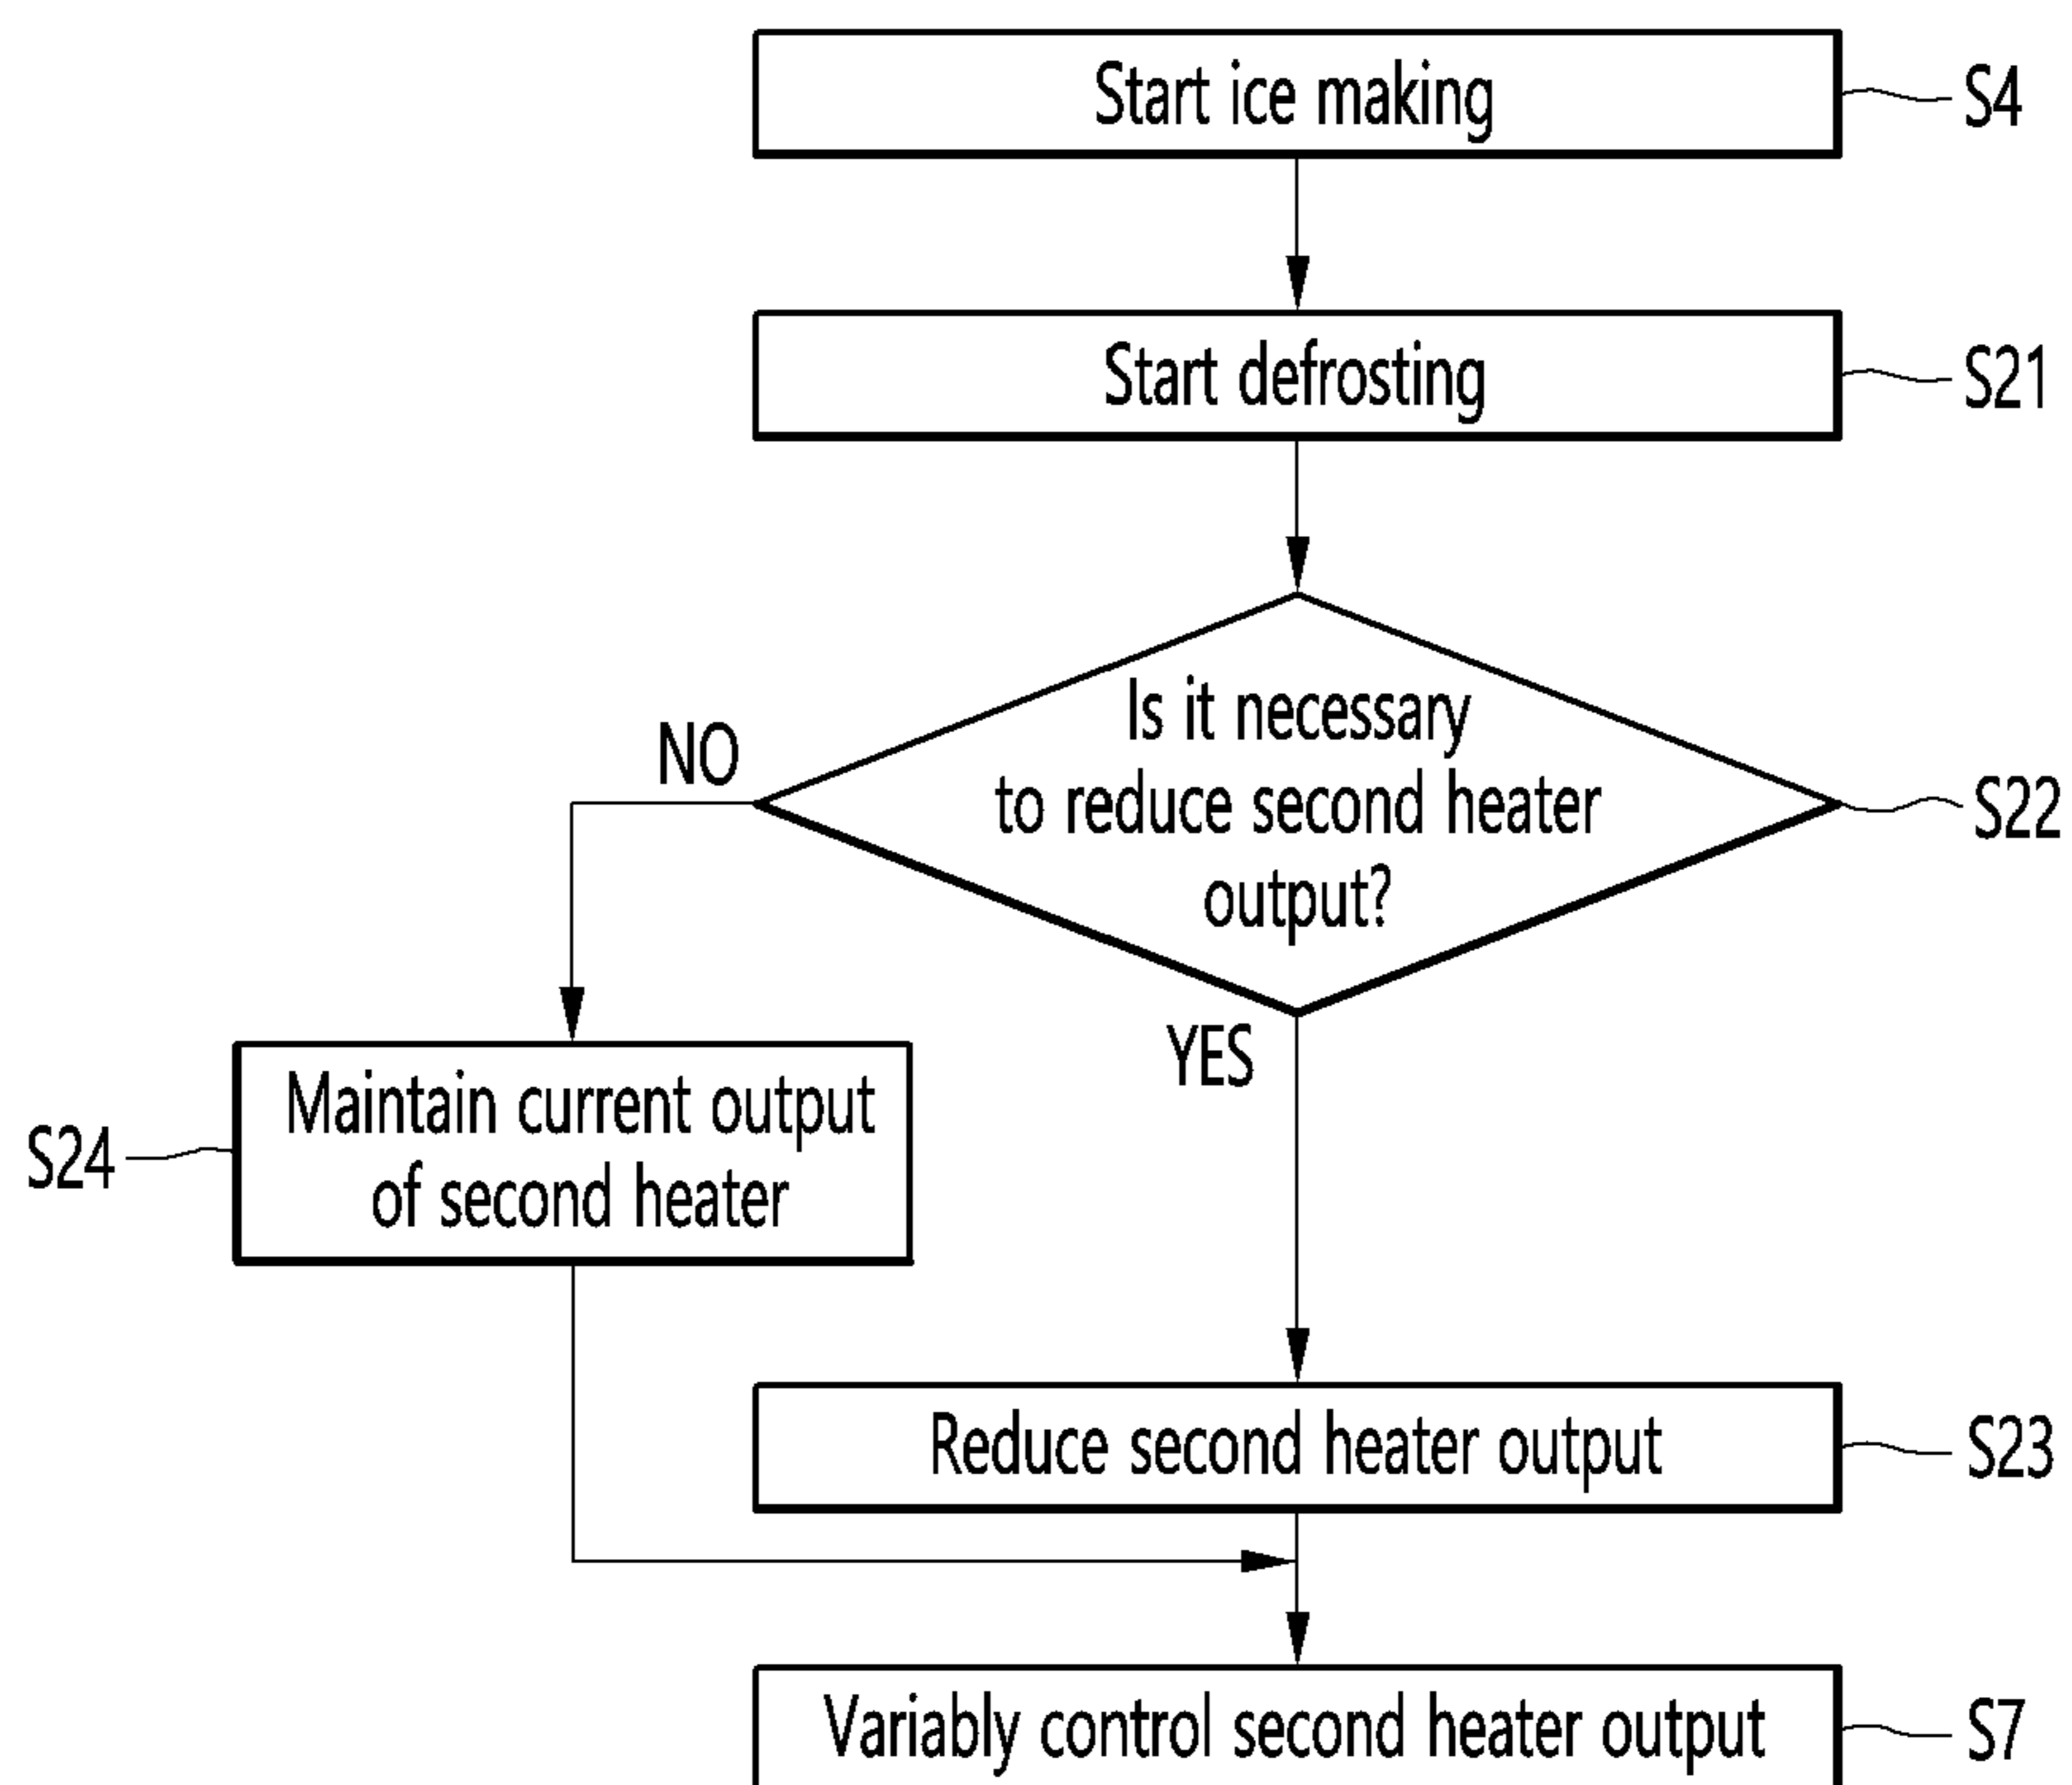 Start ice making
S4
Start defrosting
S21
Is it necessary
to reduce second heater
output?
S22
NO
YES
Maintain current output
of second heater
S24
Reduce second heater output
S23
Variably control second heater output
S7